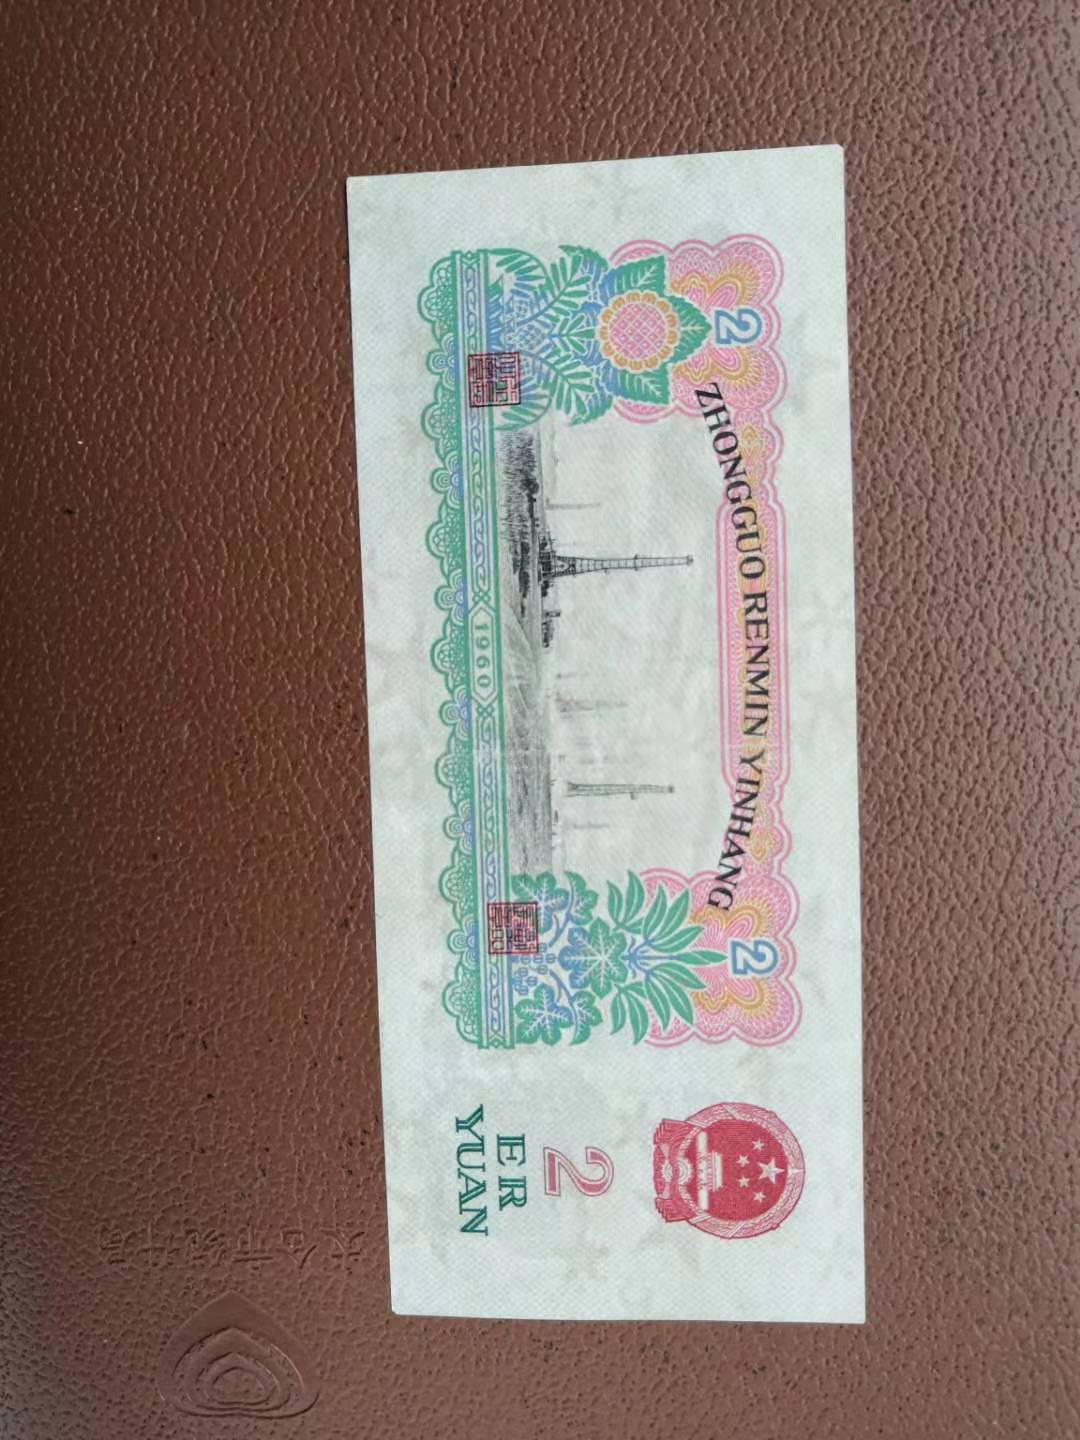 ZHONGGUO RENMIN YINHANG
2
2
1960
2
ER
YUAN